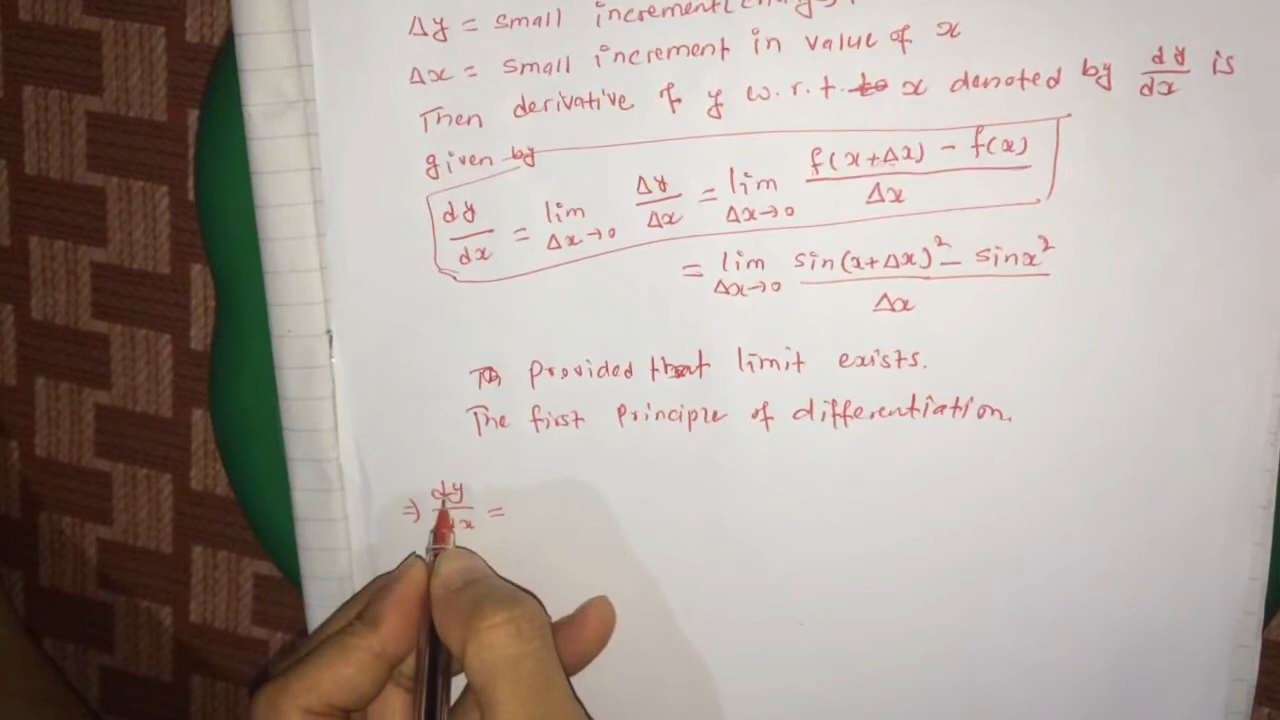 Δy = small increment
Δx = small increment in value of x
Then derivative of y w.r.t. x denoted by dy/dx is
given by
dy/dx = lim Δx→0 Δy/Δx = lim Δx→0 f(x+Δx) - f(x)/Δx
= lim Δx→0 sin(x+Δx)² - sinx²/Δx
provided that limit exists.
The first principle of differentiation.
⇒ dy/dx =